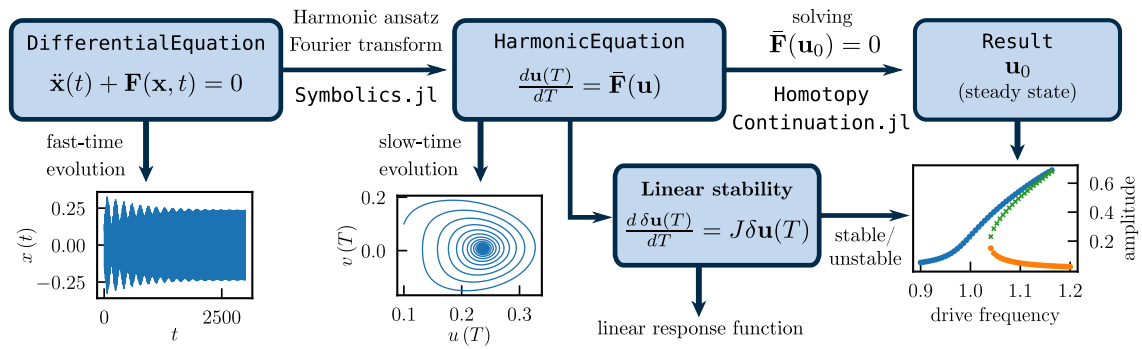 DifferentialEquation
ẍ(t) + F(x, t) = 0
Harmonic ansatz
Fourier transform
Symbolics.jl
HarmonicEquation
du(T)/dT = F̄(u)
solving
F̄(u₀) = 0
Homotopy
Continuation.jl
Result
u₀
(steady state)
fast-time
evolution
slow-time
evolution
Linear stability
d δu(T)/dT = Jδu(T)
stable/
unstable
linear response function
0.25
0.00
−0.25
x (t)
2500
t
0.2
0.0
v (T)
0.1
0.2
0.3
u (T)
0.6
0.4
0.2
amplitude
0.9
1.0
1.1
1.2
drive frequency